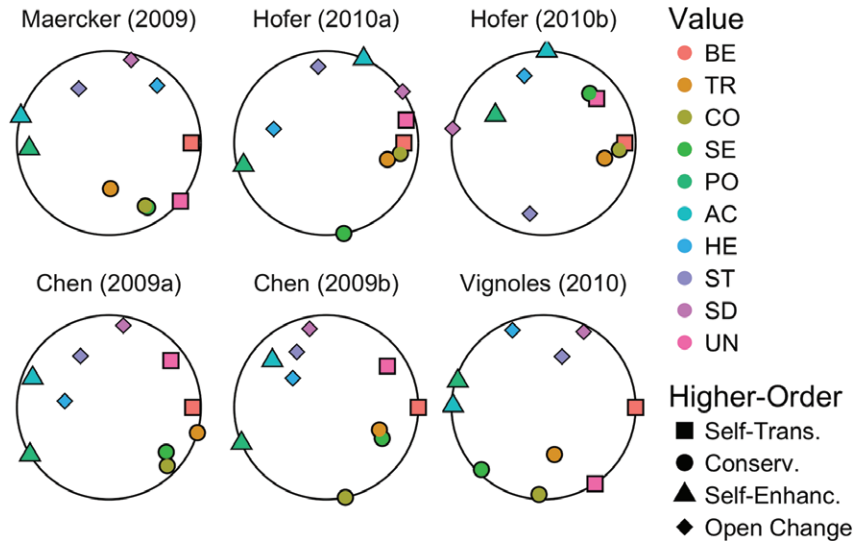 Maercker (2009)
Hofer (2010a)
Hofer (2010b)
Chen (2009a)
Chen (2009b)
Vignoles (2010)
Value
BE
TR
CO
SE
PO
AC
HE
ST
SD
UN
Higher-Order
Self-Trans.
Conserv.
Self-Enhanc.
Open Change